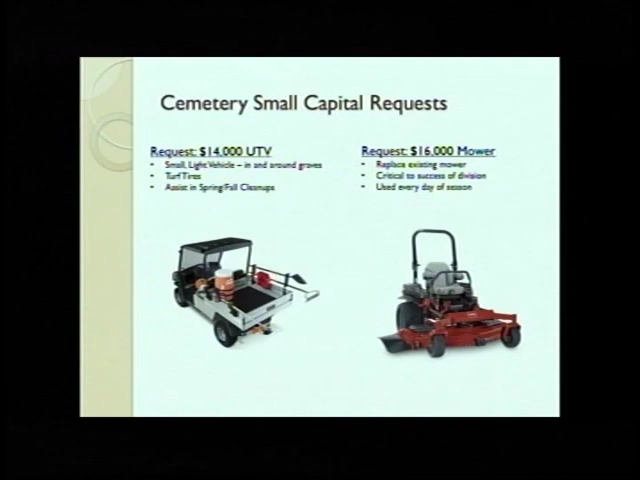 Cemetery Small Capital Requests
Request: $14,000 UTV
• Small, Light Vehicle – in and around graves
• Turf Tires
• Assist in Spring/Fall Cleanups
Request: $16,000 Mower
• Replace existing mower
• Critical to success of division
• Used every day of season